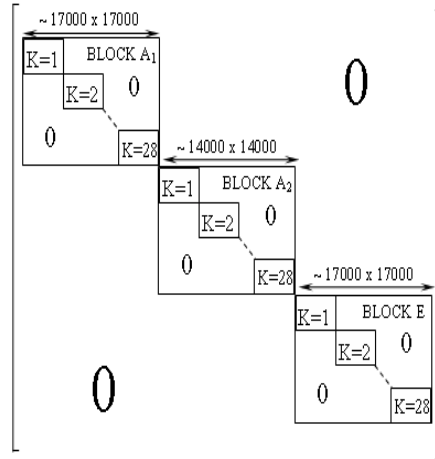 ~ 17000 x 17000
K=1 BLOCK A₁
K=2 0
0
K=28
0
~ 14000 x 14000
K=1 BLOCK A₂
K=2 0
0
K=28
~ 17000 x 17000
K=1 BLOCK E
K=2 0
0
K=28
0